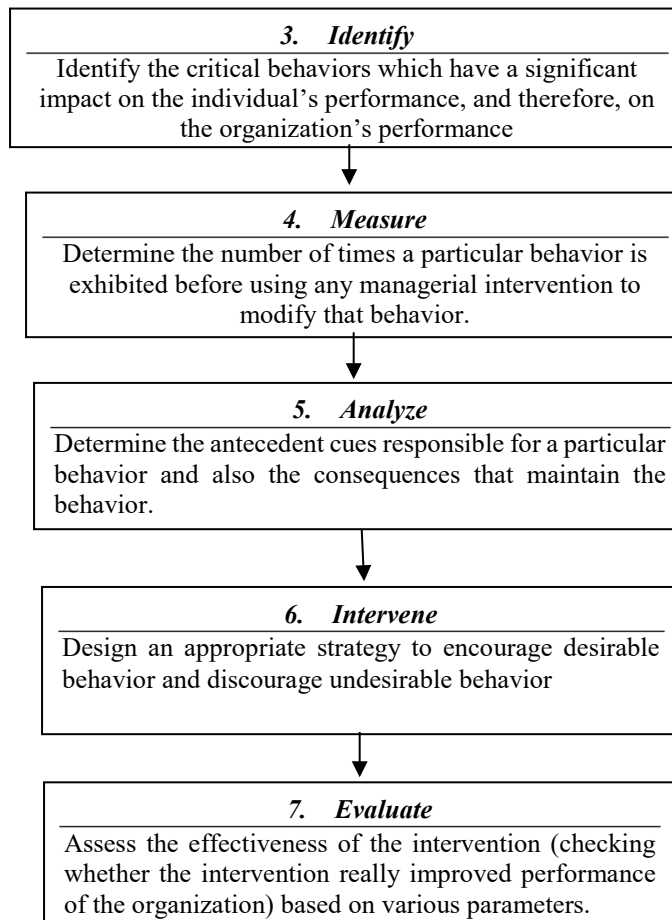 3. Identify
Identify the critical behaviors which have a significant
impact on the individual’s performance, and therefore, on
the organization’s performance
4. Measure
Determine the number of times a particular behavior is
exhibited before using any managerial intervention to
modify that behavior.
5. Analyze
Determine the antecedent cues responsible for a particular
behavior and also the consequences that maintain the
behavior.
6. Intervene
Design an appropriate strategy to encourage desirable
behavior and discourage undesirable behavior
7. Evaluate
Assess the effectiveness of the intervention (checking
whether the intervention really improved performance
of the organization) based on various parameters.